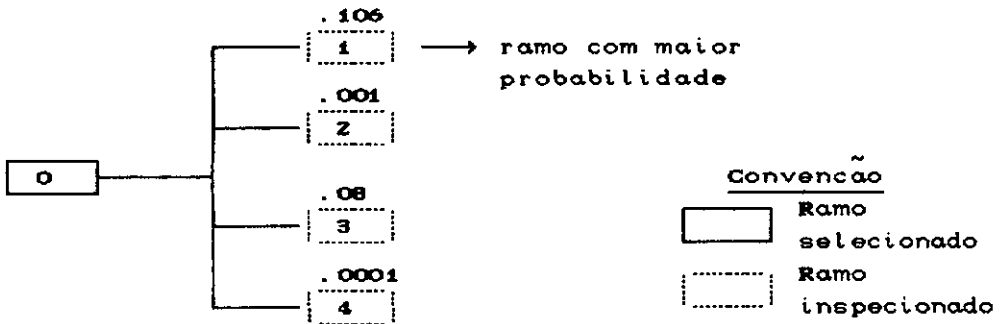 .106
1
ramo com maior
probabilidade
.001
2
0
.08
3
.0001
4
Convencão
Ramo
selecionado
Ramo
inspecionado